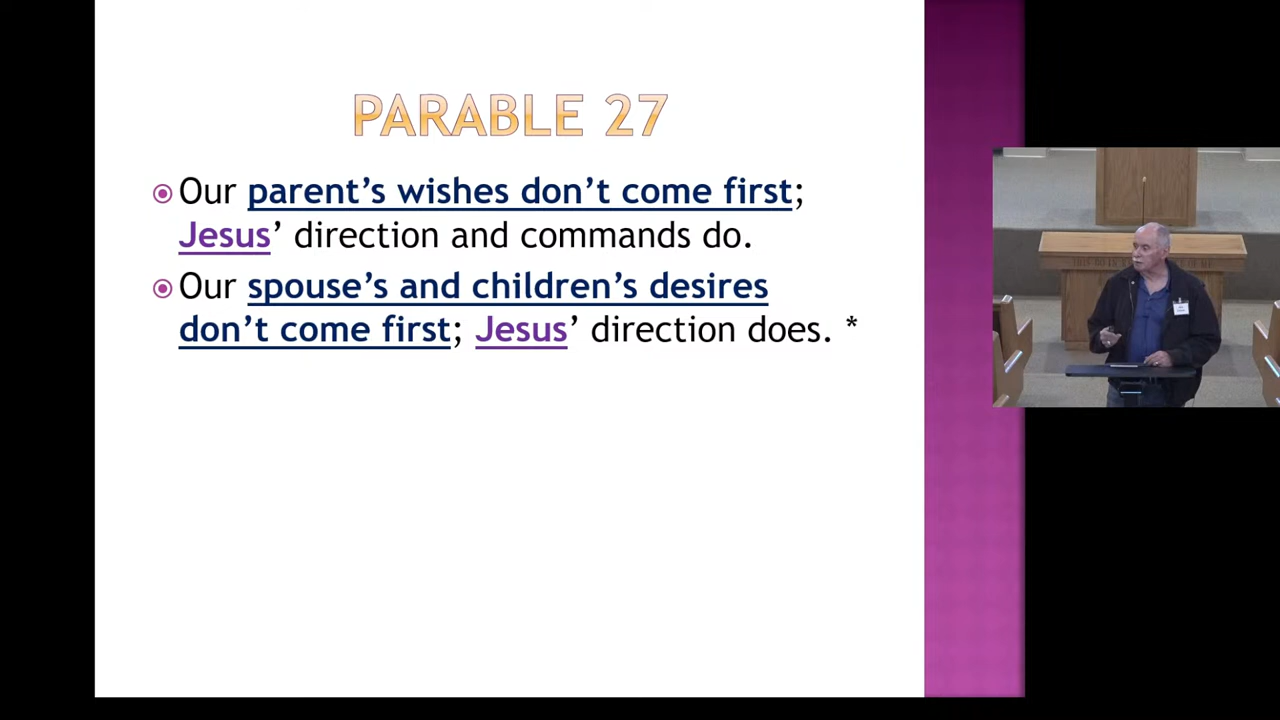 PARABLE 27
Our parent’s wishes don’t come first;
Jesus’ direction and commands do.
Our spouse’s and children’s desires
don’t come first; Jesus’ direction does. *